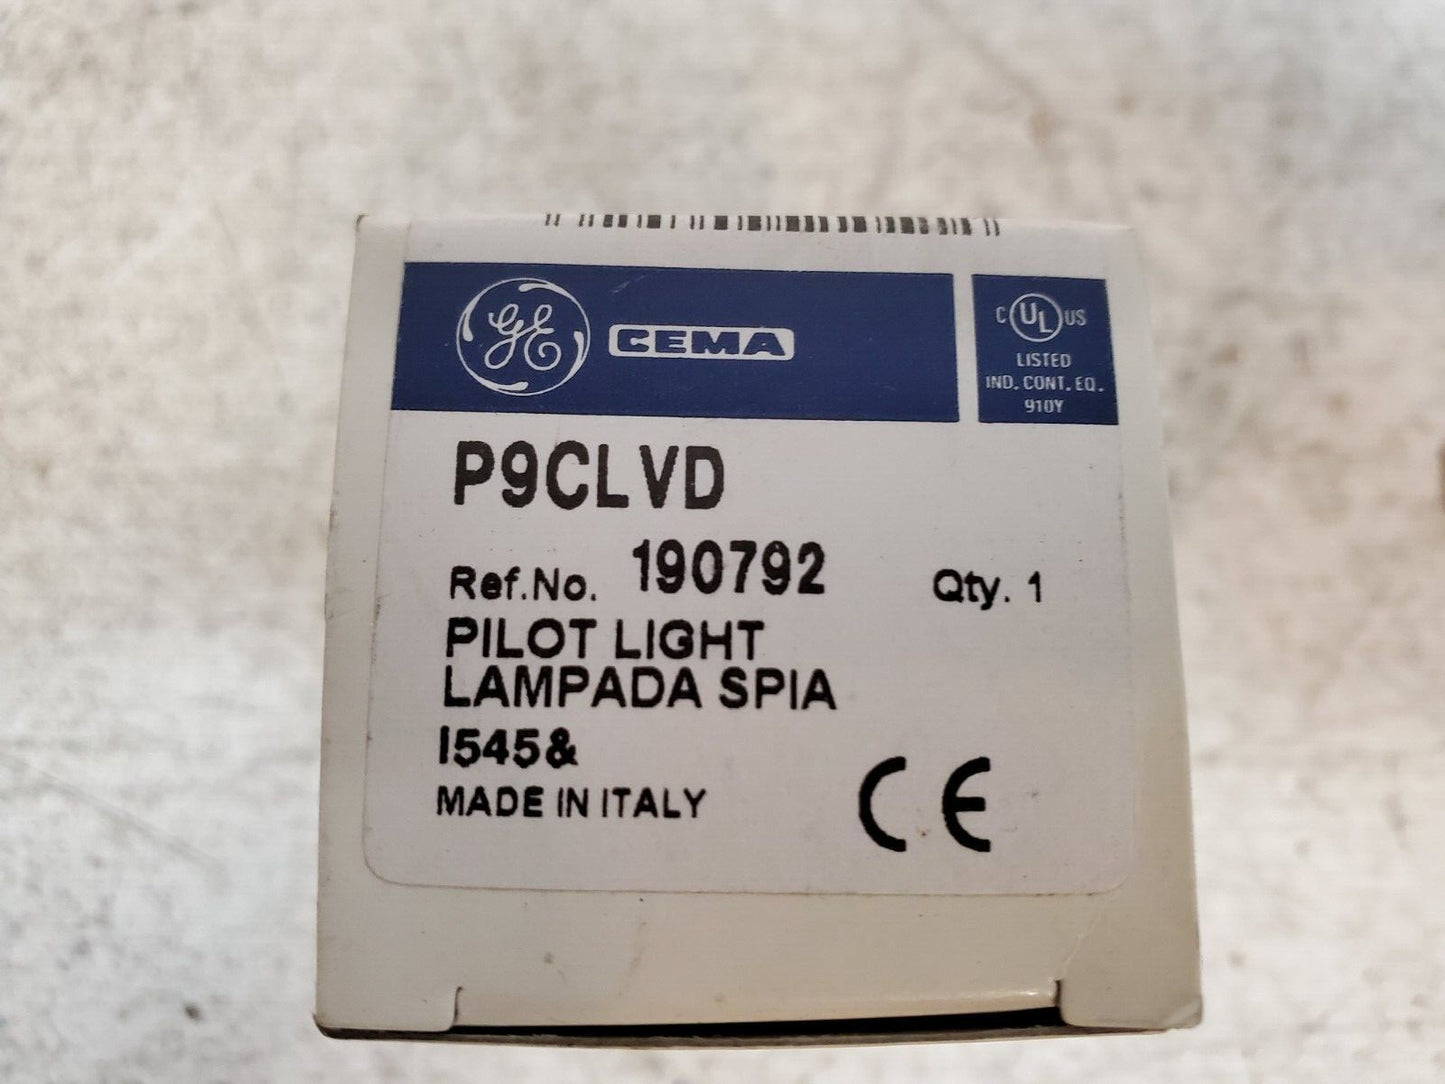 GE CEMA
C UL US
LISTED
IND. CONT. EQ.
910Y
P9CLVD
Ref.No. 190792 Qty. 1
PILOT LIGHT
LAMPADA SPIA
I545&
MADE IN ITALY
CE